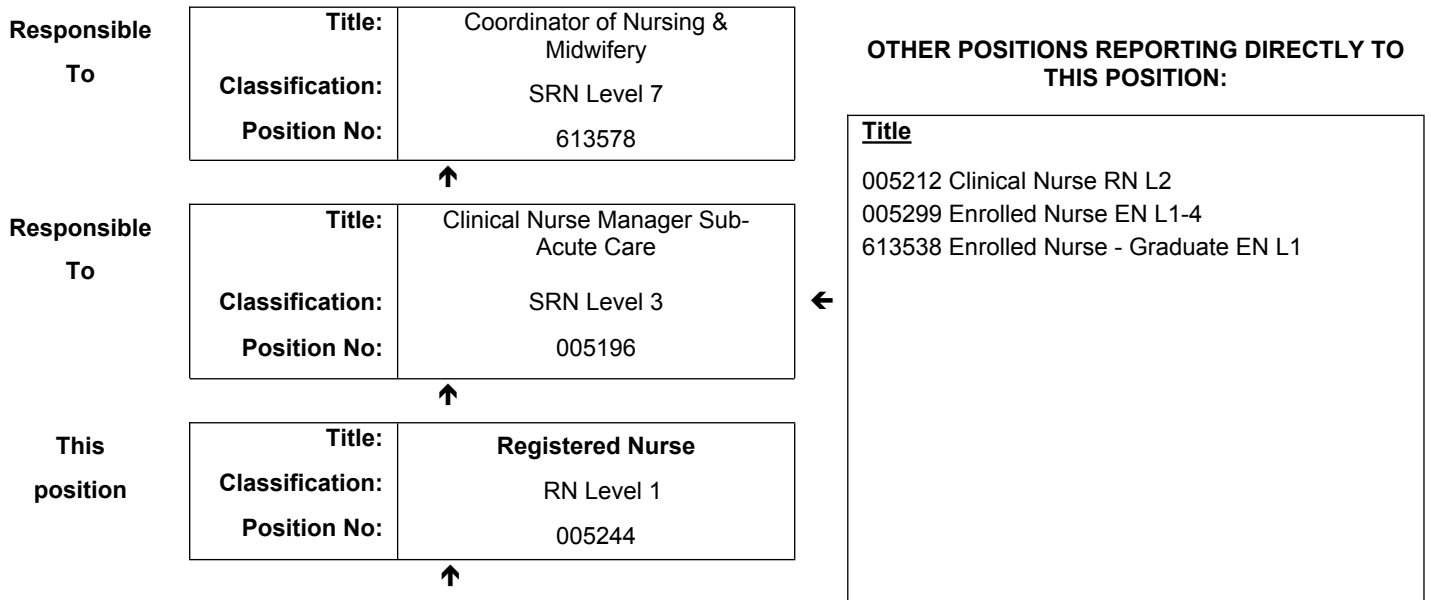 Responsible
To
Title: Coordinator of Nursing &
Midwifery
Classification: SRN Level 7
Position No: 613578
🡩
Responsible
To
Title: Clinical Nurse Manager Sub-
Acute Care
Classification: SRN Level 3
Position No: 005196
🡩
This
position
Title: Registered Nurse
Classification: RN Level 1
Position No: 005244
🡩
OTHER POSITIONS REPORTING DIRECTLY TO
THIS POSITION:
Title
005212 Clinical Nurse RN L2
005299 Enrolled Nurse EN L1-4
613538 Enrolled Nurse - Graduate EN L1
🡨